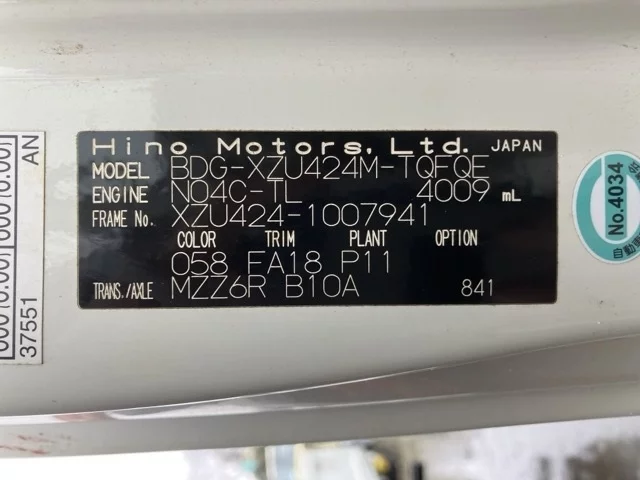 Hino Motors, Ltd. JAPAN
MODEL BDG-XZU424M-TQFQE
ENGINE N04C-TL 4009 mL
FRAME No. XZU424-1007941
COLOR TRIM PLANT OPTION
058 FA18 P11
TRANS./AXLE MZZ6R B10A 841
No.4034
37551 AN